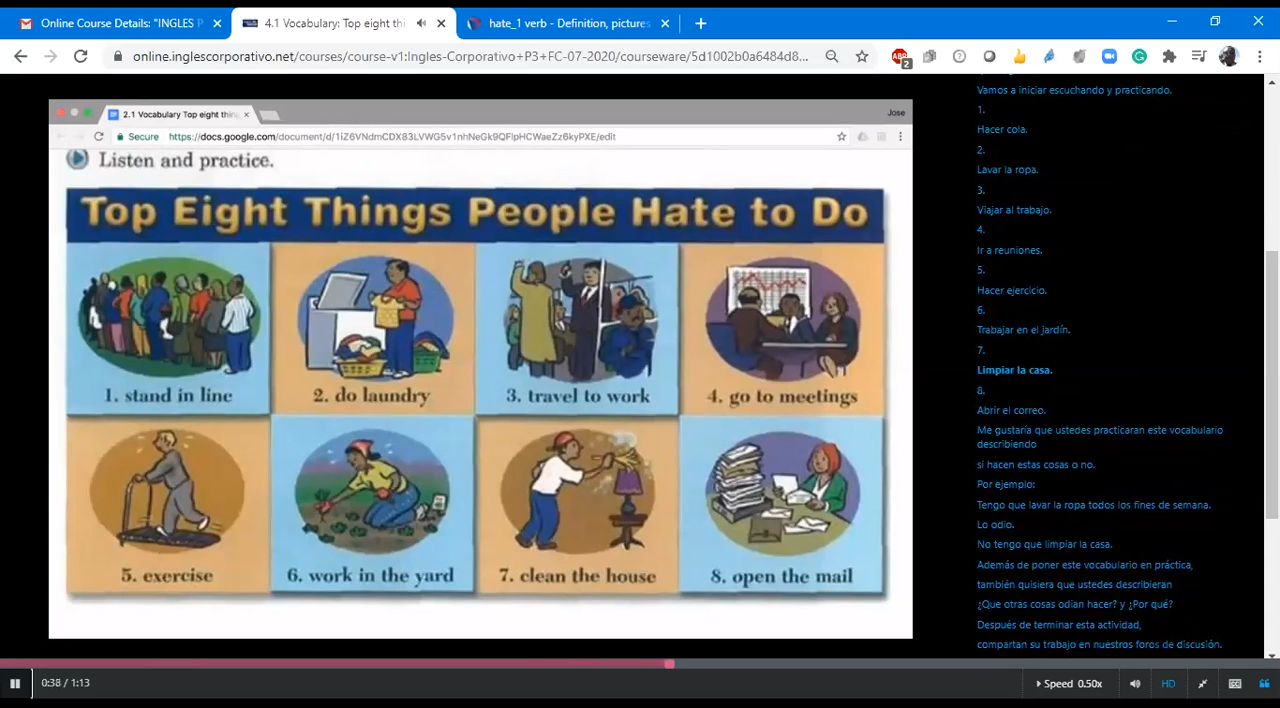 Online Course Details: "INGLES P
4.1 Vocabulary: Top eight thi
hate_1 verb - Definition, pictures
online.inglescorporativo.net/courses/course-v1:Ingles_Corporativo+P3+FC-07-2020/courseware/5d1002b0a6484d8...
ABP
2
2.1 Vocabulary Top eight thin
Jose
Secure
https://docs.google.com/document/d/1iZ6VNdmCDX83LVWG5v1nhNeGk9QFlpHCWaeZz6kyPXE/edit
Listen and practice.
Top Eight Things People Hate to Do
1. stand in line
2. do laundry
3. travel to work
4. go to meetings
5. exercise
6. work in the yard
7. clean the house
8. open the mail
Vamos a iniciar escuchando y practicando.
1.
Hacer cola.
2.
Lavar la ropa.
3.
Viajar al trabajo.
4.
Ir a reuniones.
5.
Hacer ejercicio.
6.
Trabajar en el jardín.
7.
Limpiar la casa.
8.
Abrir el correo.
Me gustaría que ustedes practicaran este vocabulario
describiendo
si hacen estas cosas o no.
Por ejemplo:
Tengo que lavar la ropa todos los fines de semana.
Lo odio.
No tengo que limpiar la casa.
Además de poner este vocabulario en práctica,
también quisiera que ustedes describieran
¿Que otras cosas odian hacer? y ¿Por qué?
Después de terminar esta actividad,
compartan su trabajo en nuestros foros de discusión.
0:38 / 1:13
Speed 0.50x
HD
CC